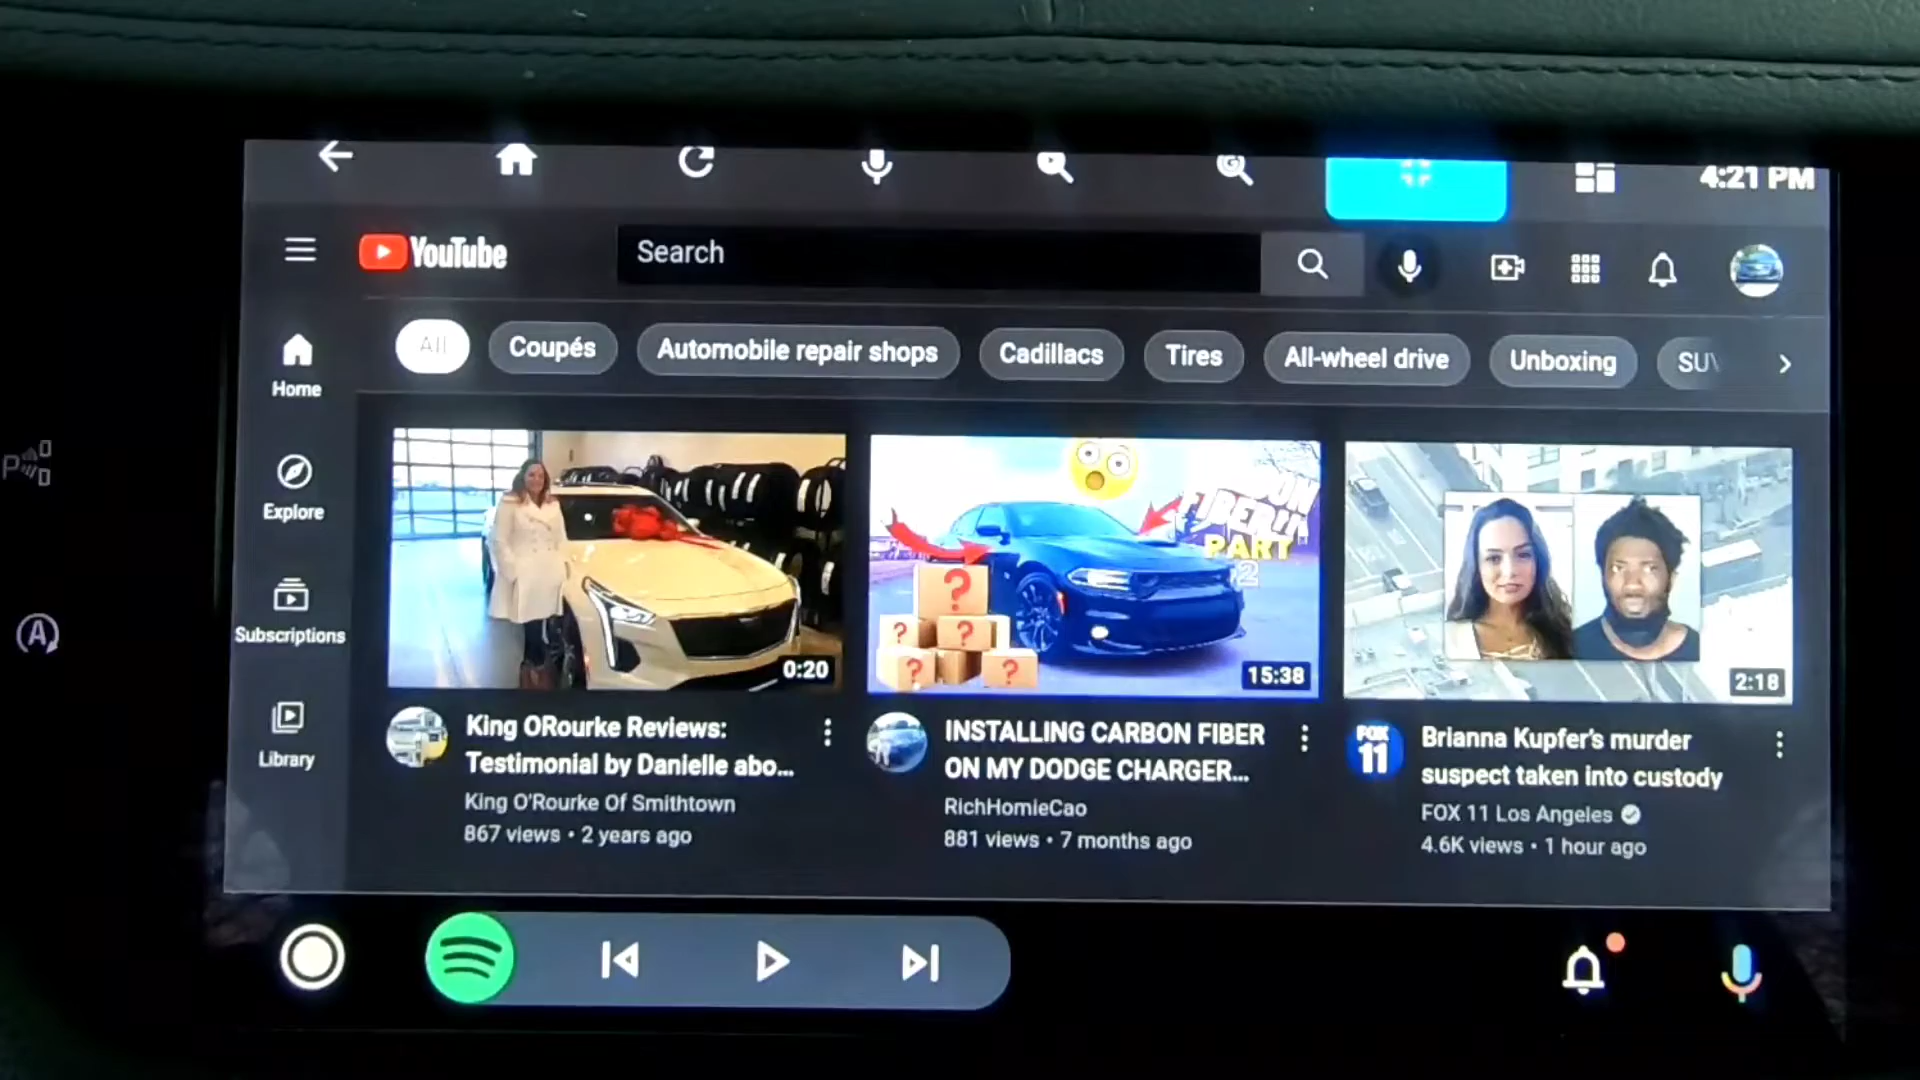 4:21 PM
YouTube
Search
All
Coupés
Automobile repair shops
Cadillacs
Tires
All-wheel drive
Unboxing
Home
Explore
Subscriptions
Library
0:20
King ORourke Reviews:
Testimonial by Danielle abo...
King O'Rourke Of Smithtown
867 views • 2 years ago
PART
2
? ? ? ? ?
15:38
INSTALLING CARBON FIBER
ON MY DODGE CHARGER...
RichHomieCao
881 views • 7 months ago
2:18
FOX
11
Brianna Kupfer's murder
suspect taken into custody
FOX 11 Los Angeles
4.6K views • 1 hour ago
P
A